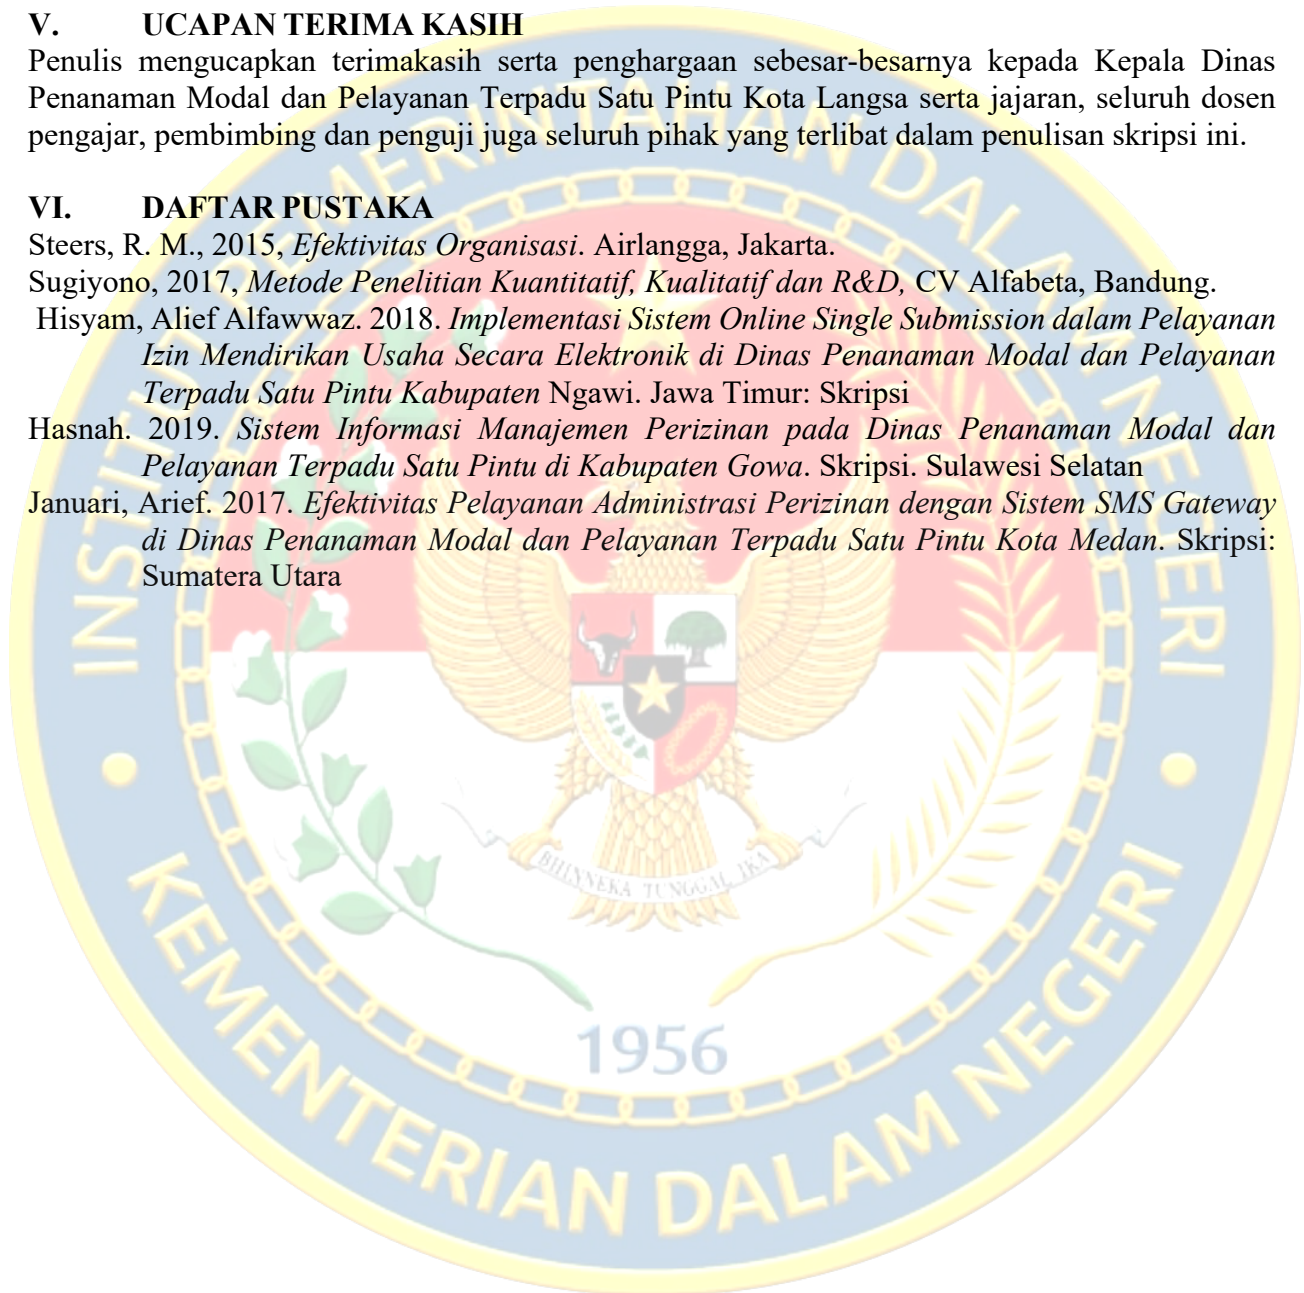 V. UCAPAN TERIMA KASIH
Penulis mengucapkan terimakasih serta penghargaan sebesar-besarnya kepada Kepala Dinas
Penanaman Modal dan Pelayanan Terpadu Satu Pintu Kota Langsa serta jajaran, seluruh dosen
pengajar, pembimbing dan penguji juga seluruh pihak yang terlibat dalam penulisan skripsi ini.
VI. DAFTAR PUSTAKA
Steers, R. M., 2015, Efektivitas Organisasi. Airlangga, Jakarta.
Sugiyono, 2017, Metode Penelitian Kuantitatif, Kualitatif dan R&D, CV Alfabeta, Bandung.
Hisyam, Alief Alfawwaz. 2018. Implementasi Sistem Online Single Submission dalam Pelayanan
Izin Mendirikan Usaha Secara Elektronik di Dinas Penanaman Modal dan Pelayanan
Terpadu Satu Pintu Kabupaten Ngawi. Jawa Timur: Skripsi
Hasnah. 2019. Sistem Informasi Manajemen Perizinan pada Dinas Penanaman Modal dan
Pelayanan Terpadu Satu Pintu di Kabupaten Gowa. Skripsi. Sulawesi Selatan
Januari, Arief. 2017. Efektivitas Pelayanan Administrasi Perizinan dengan Sistem SMS Gateway
di Dinas Penanaman Modal dan Pelayanan Terpadu Satu Pintu Kota Medan. Skripsi:
Sumatera Utara
INSTITUT PEMERINTAHAN DALAM NEGERI
BHINNEKA TUNGGAL IKA
1956
KEMENTERIAN DALAM NEGERI